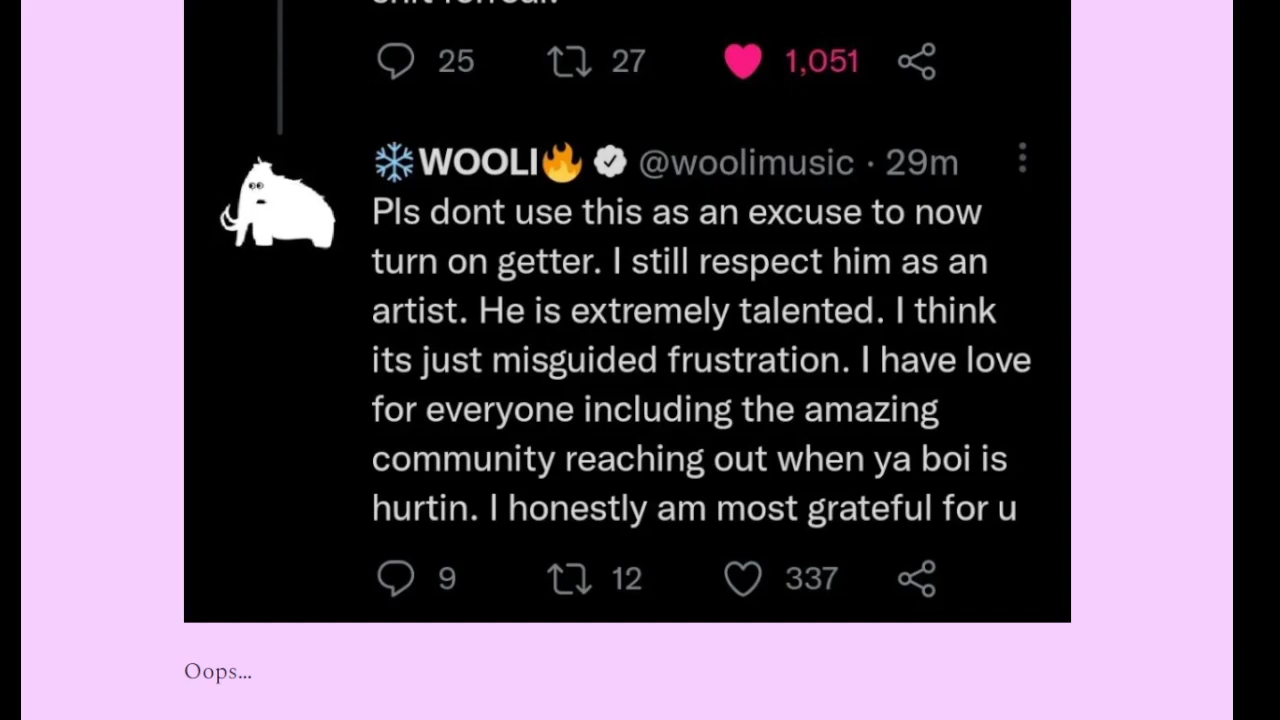 25 27 1,051
❄️WOOLI🔥 @woolimusic · 29m
Pls dont use this as an excuse to now
turn on getter. I still respect him as an
artist. He is extremely talented. I think
its just misguided frustration. I have love
for everyone including the amazing
community reaching out when ya boi is
hurtin. I honestly am most grateful for u
9 12 337
Oops...